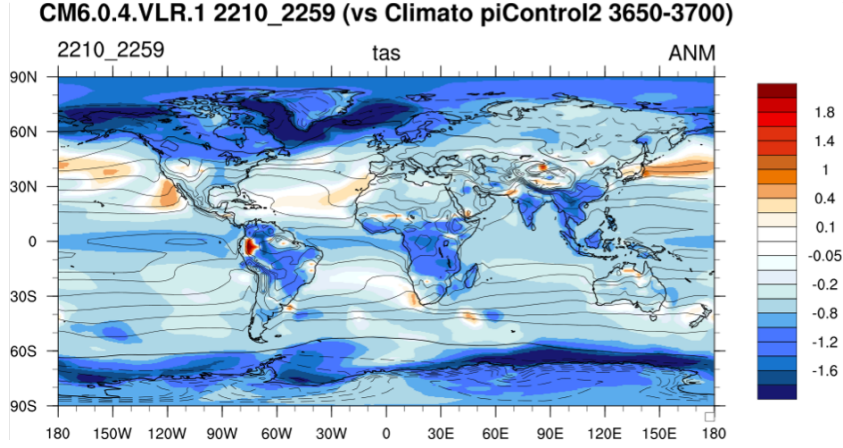 CM6.0.4.VLR.1 2210_2259 (vs Climato piControl2 3650-3700)
2210_2259 tas ANM
90N
60N
30N
0
30S
60S
90S
180 150W 120W 90W 60W 30W 0 30E 60E 90E 120E 150E 180
1.8
1.4
1
0.4
0.1
-0.05
-0.2
-0.8
-1.2
-1.6